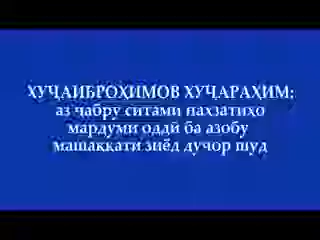 ХУҶАИБРОҲИМОВ ХУҶАРАҲИМ:
аз ҷабру ситами нахзатиҳо
мардуми оддӣ ба азобу
машаққати зиёд дучор шуд